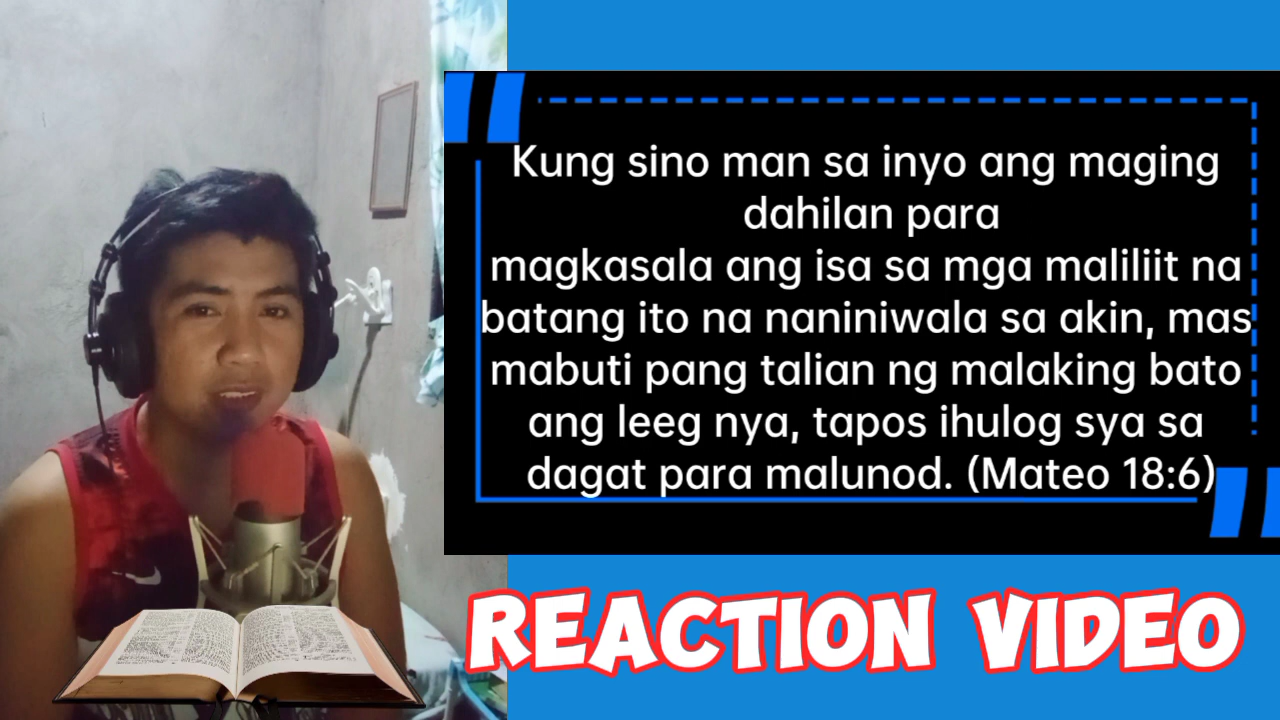 Kung sino man sa inyo ang maging
dahilan para
magkasala ang isa sa mga maliliit na
batang ito na naniniwala sa akin, mas
mabuti pang talian ng malaking bato
ang leeg nya, tapos ihulog sya sa
dagat para malunod. (Mateo 18:6)
REACTION VIDEO